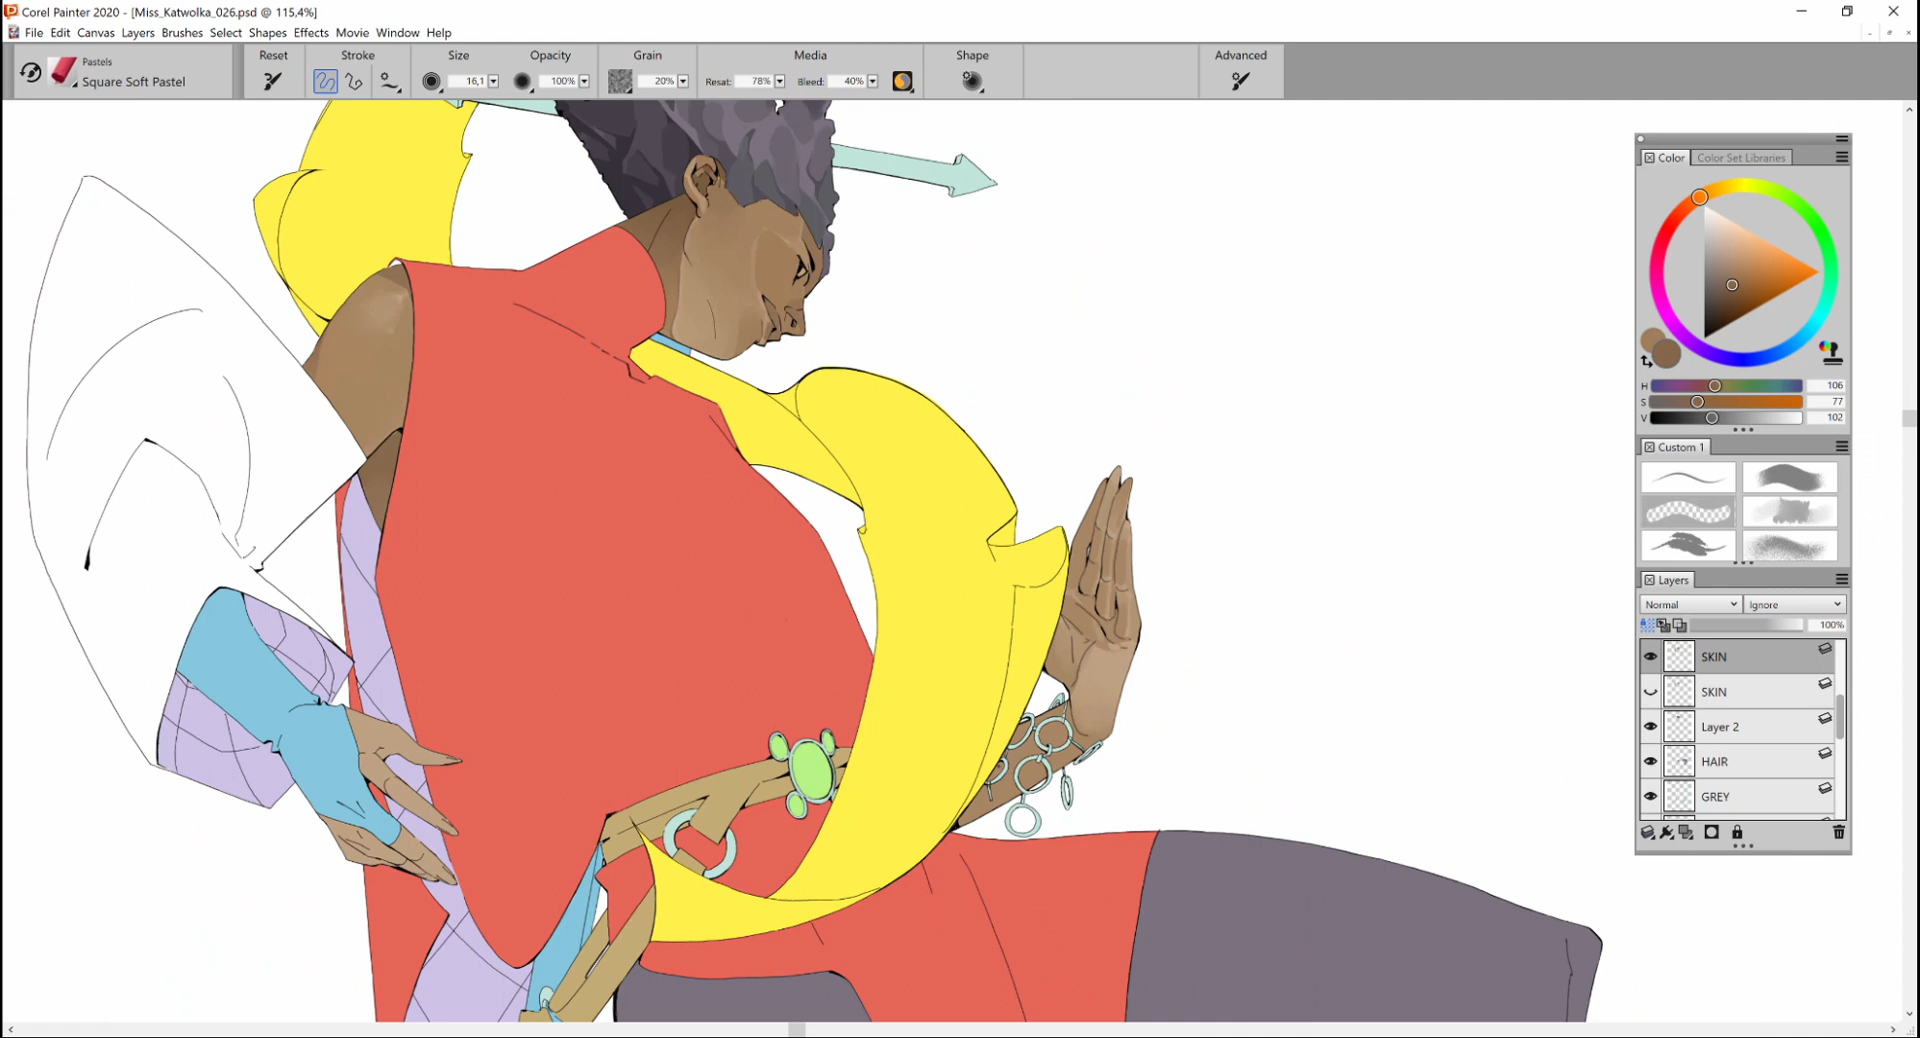 Corel Painter 2020 - [Miss_Katwolka_026.psd @ 115,4%]
File Edit Canvas Layers Brushes Select Shapes Effects Movie Window Help
Pastels
Square Soft Pastel
Reset
Stroke
Size
16,1
Opacity
100%
Grain
20%
Media
Resat: 78% Bleed: 40%
Shape
Advanced
Color
Color Set Libraries
H 106
S 77
V 102
Custom 1
Layers
Normal
Ignore
100%
SKIN
SKIN
Layer 2
HAIR
GREY